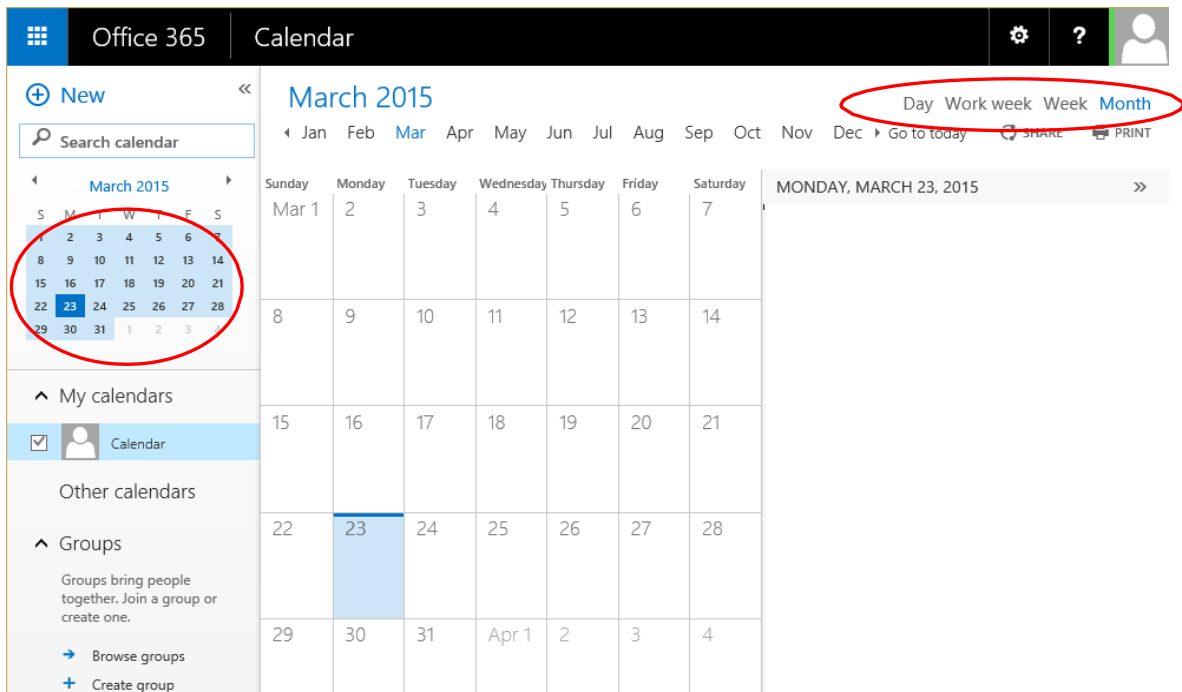 Office 365 Calendar ?
New «
Search calendar
March 2015
S M T W T F S
1 2 3 4 5 6 7
8 9 10 11 12 13 14
15 16 17 18 19 20 21
22 23 24 25 26 27 28
29 30 31 1 2 3 4
My calendars
Calendar
Other calendars
Groups
Groups bring people
together. Join a group or
create one.
Browse groups
Create group
March 2015
Day Work week Week Month
Jan Feb Mar Apr May Jun Jul Aug Sep Oct Nov Dec Go to today SHARE PRINT
Sunday Monday Tuesday Wednesday Thursday Friday Saturday
Mar 1 2 3 4 5 6 7
8 9 10 11 12 13 14
15 16 17 18 19 20 21
22 23 24 25 26 27 28
29 30 31 Apr 1 2 3 4
MONDAY, MARCH 23, 2015 »